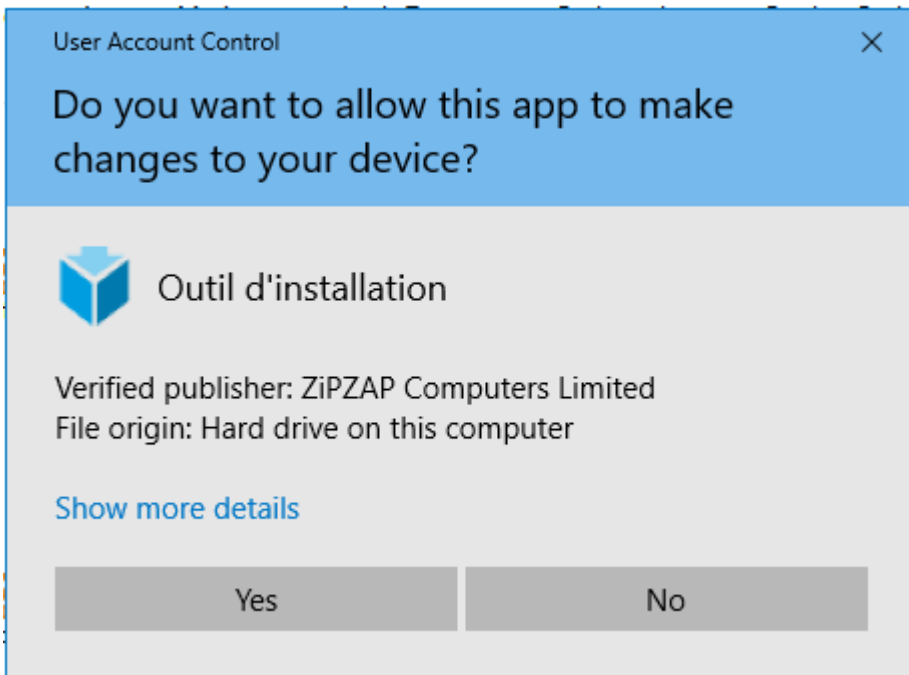 User Account Control
Do you want to allow this app to make
changes to your device?
Outil d'installation
Verified publisher: ZiPZAP Computers Limited
File origin: Hard drive on this computer
Show more details
Yes
No